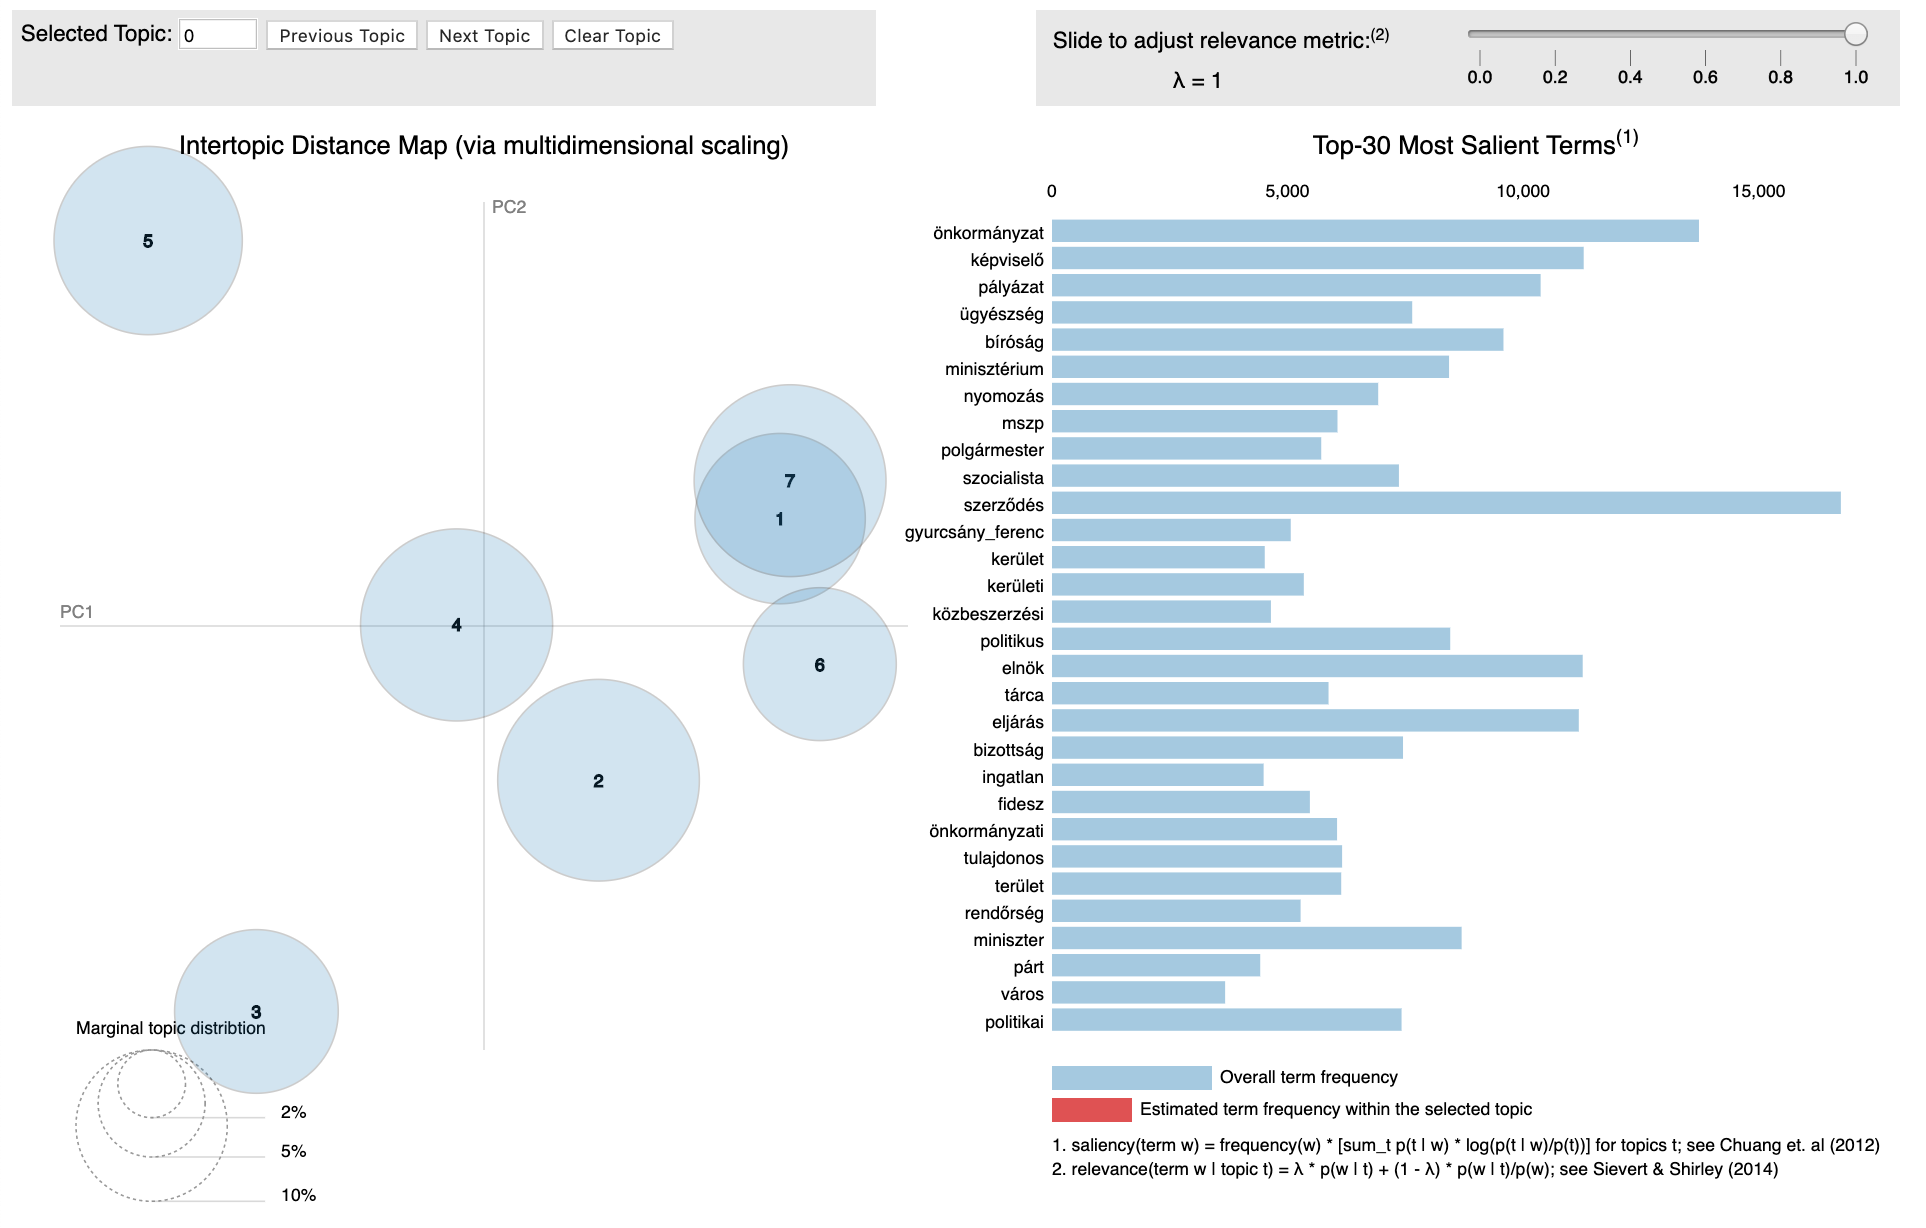 Selected Topic: 0 Previous Topic Next Topic Clear Topic
Slide to adjust relevance metric:(2)
λ = 1
0.0 0.2 0.4 0.6 0.8 1.0
Intertopic Distance Map (via multidimensional scaling)
PC2
PC1
5
7
1
4
6
2
3
Marginal topic distribtion
2%
5%
10%
Top-30 Most Salient Terms(1)
0 5,000 10,000 15,000
önkormányzat
képviselő
pályázat
ügyészség
bíróság
minisztérium
nyomozás
mszp
polgármester
szocialista
szerződés
gyurcsány_ferenc
kerület
kerületi
közbeszerzési
politikus
elnök
tárca
eljárás
bizottság
ingatlan
fidesz
önkormányzati
tulajdonos
terület
rendőrség
miniszter
párt
város
politikai
Overall term frequency
Estimated term frequency within the selected topic
1. saliency(term w) = frequency(w) * [sum_t p(t | w) * log(p(t | w)/p(t))] for topics t; see Chuang et. al (2012)
2. relevance(term w | topic t) = λ * p(w | t) + (1 - λ) * p(w | t)/p(w); see Sievert & Shirley (2014)